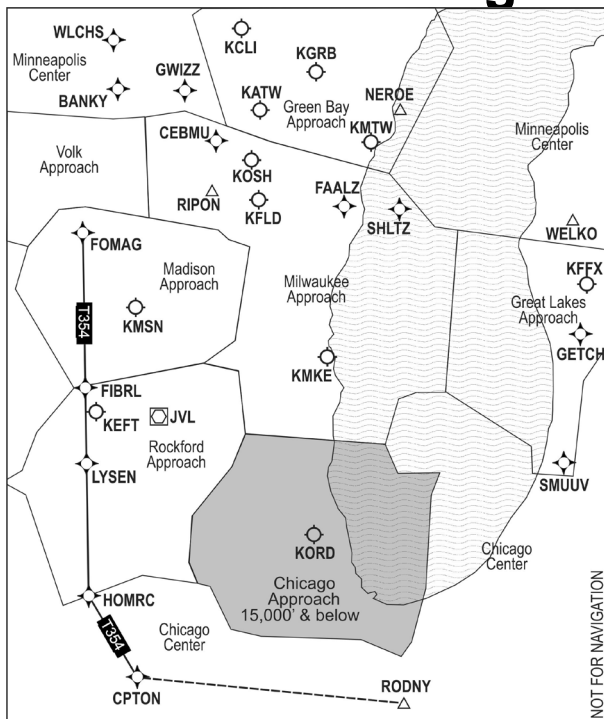 g
WLCHS
KCLI
KGRB
Minneapolis
Center
GWIZZ
BANKY
KATW
NEROE
Green Bay
Approach
KMTW
Minneapolis
Center
CEBMU
Volk
Approach
KOSH
RIPON
KFLD
FAALZ
SHLTZ
WELKO
FOMAG
Madison
Approach
Milwaukee
Approach
KFFX
Great Lakes
Approach
KMSN
T354
GETCH
KMKE
FIBRL
KEFT
JVL
Rockford
Approach
LYSEN
SMUUV
KORD
Chicago
Center
Chicago
Approach
15,000' & below
HOMRC
T354
Chicago
Center
CPTON
RODNY
NOT FOR NAVIGATION